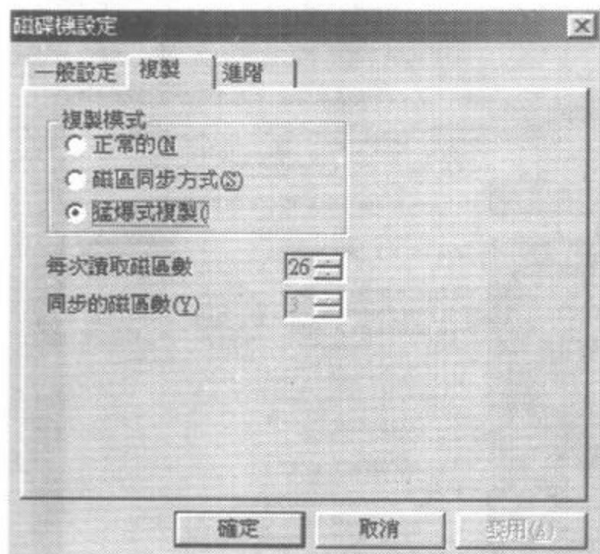 磁碟機設定
一般設定 複製 進階
複製模式
正常的(N
磁區同步方式(S)
猛爆式複製(
每次讀取磁區數 26
同步的磁區數(Y) 3
確定 取消 套用(A)